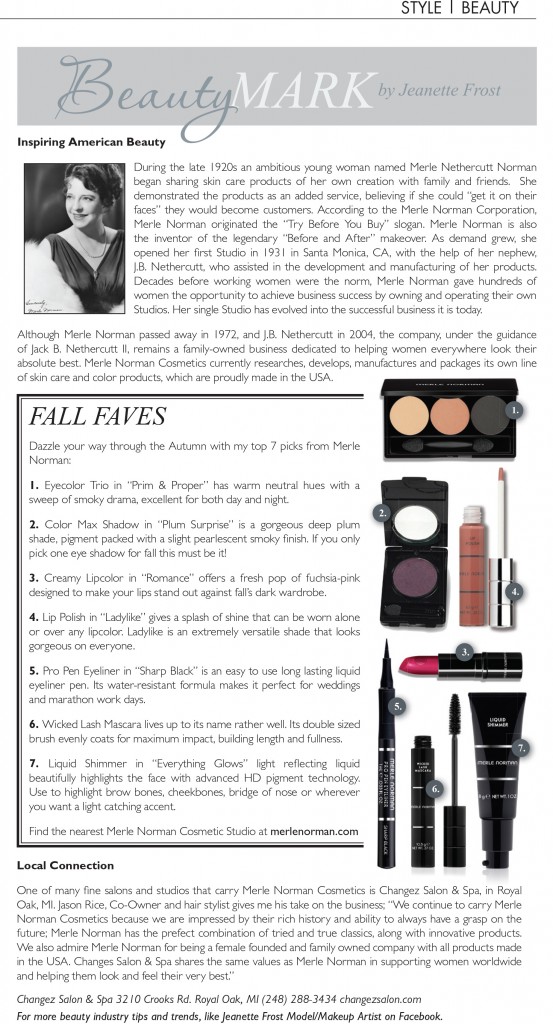 STYLE | BEAUTY
BeautyMARK by Jeanette Frost
Inspiring American Beauty
During the late 1920s an ambitious young woman named Merle Nethercutt Norman
began sharing skin care products of her own creation with family and friends. She
demonstrated the products as an added service, believing if she could "get it on their
faces" they would become customers. According to the Merle Norman Corporation,
Merle Norman originated the "Try Before You Buy" slogan. Merle Norman is also
the inventor of the legendary "Before and After" makeover. As demand grew, she
opened her first Studio in 1931 in Santa Monica, CA, with the help of her nephew,
J.B. Nethercutt, who assisted in the development and manufacturing of her products.
Decades before working women were the norm, Merle Norman gave hundreds of
women the opportunity to achieve business success by owning and operating their own
Studios. Her single Studio has evolved into the successful business it is today.
Although Merle Norman passed away in 1972, and J.B. Nethercutt in 2004, the company, under the guidance
of Jack B. Nethercutt II, remains a family-owned business dedicated to helping women everywhere look their
absolute best. Merle Norman Cosmetics currently researches, develops, manufactures and packages its own line
of skin care and color products, which are proudly made in the USA.
FALL FAVES
Dazzle your way through the Autumn with my top 7 picks from Merle
Norman:
1. Eyecolor Trio in "Prim & Proper" has warm neutral hues with a
sweep of smoky drama, excellent for both day and night.
2. Color Max Shadow in "Plum Surprise" is a gorgeous deep plum
shade, pigment packed with a slight pearlescent smoky finish. If you only
pick one eye shadow for fall this must be it!
3. Creamy Lipcolor in "Romance" offers a fresh pop of fuchsia-pink
designed to make your lips stand out against fall's dark wardrobe.
4. Lip Polish in "Ladylike" gives a splash of shine that can be worn alone
or over any lipcolor. Ladylike is an extremely versatile shade that looks
gorgeous on everyone.
5. Pro Pen Eyeliner in "Sharp Black" is an easy to use long lasting liquid
eyeliner pen. Its water-resistant formula makes it perfect for weddings
and marathon work days.
6. Wicked Lash Mascara lives up to its name rather well. Its double sized
brush evenly coats for maximum impact, building length and fullness.
7. Liquid Shimmer in "Everything Glows" light reflecting liquid
beautifully highlights the face with advanced HD pigment technology.
Use to highlight brow bones, cheekbones, bridge of nose or wherever
you want a light catching accent.
Find the nearest Merle Norman Cosmetic Studio at merlenorman.com
MERLE NORMAN
1.
2.
4.
3.
5.
LIQUID
SHIMMER
MERLE NORMAN
7.
6.
WICKED
LASH
MASCARA
MERLE NORMAN
PRO PEN EYELINER
SHARP BLACK
Local Connection
One of many fine salons and studios that carry Merle Norman Cosmetics is Changez Salon & Spa, in Royal
Oak, MI. Jason Rice, Co-Owner and hair stylist gives me his take on the business; "We continue to carry Merle
Norman Cosmetics because we are impressed by their rich history and ability to always have a grasp on the
future; Merle Norman has the prefect combination of tried and true classics, along with innovative products.
We also admire Merle Norman for being a female founded and family owned company with all products made
in the USA. Changes Salon & Spa shares the same values as Merle Norman in supporting women worldwide
and helping them look and feel their very best."
Changez Salon & Spa 3210 Crooks Rd. Royal Oak, MI (248) 288-3434 changezsalon.com
For more beauty industry tips and trends, like Jeanette Frost Model/Makeup Artist on Facebook.